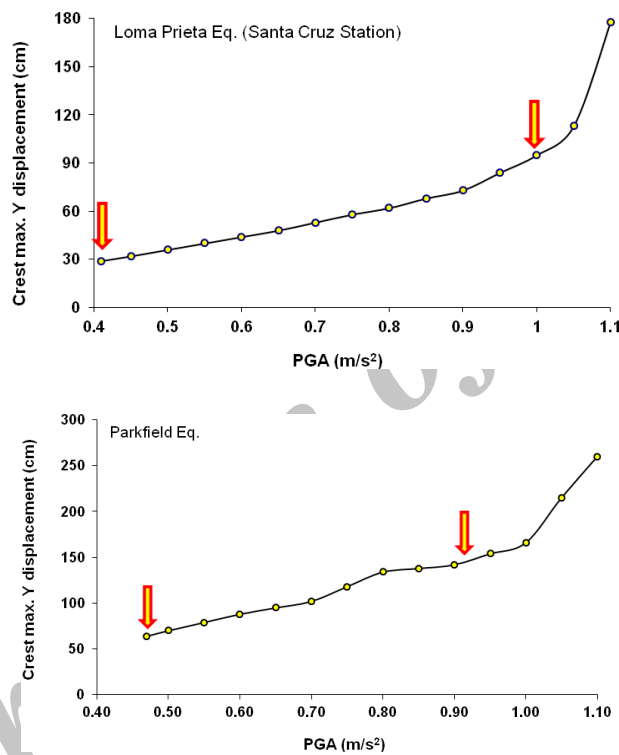 Loma Prieta Eq. (Santa Cruz Station)
Crest max. Y displacement (cm)
180
150
120
90
60
30
0
0.4 0.5 0.6 0.7 0.8 0.9 1 1.1
PGA (m/s²)
Parkfield Eq.
Crest max. Y displacement (cm)
300
250
200
150
100
50
0
0.40 0.50 0.60 0.70 0.80 0.90 1.00 1.10
PGA (m/s²)